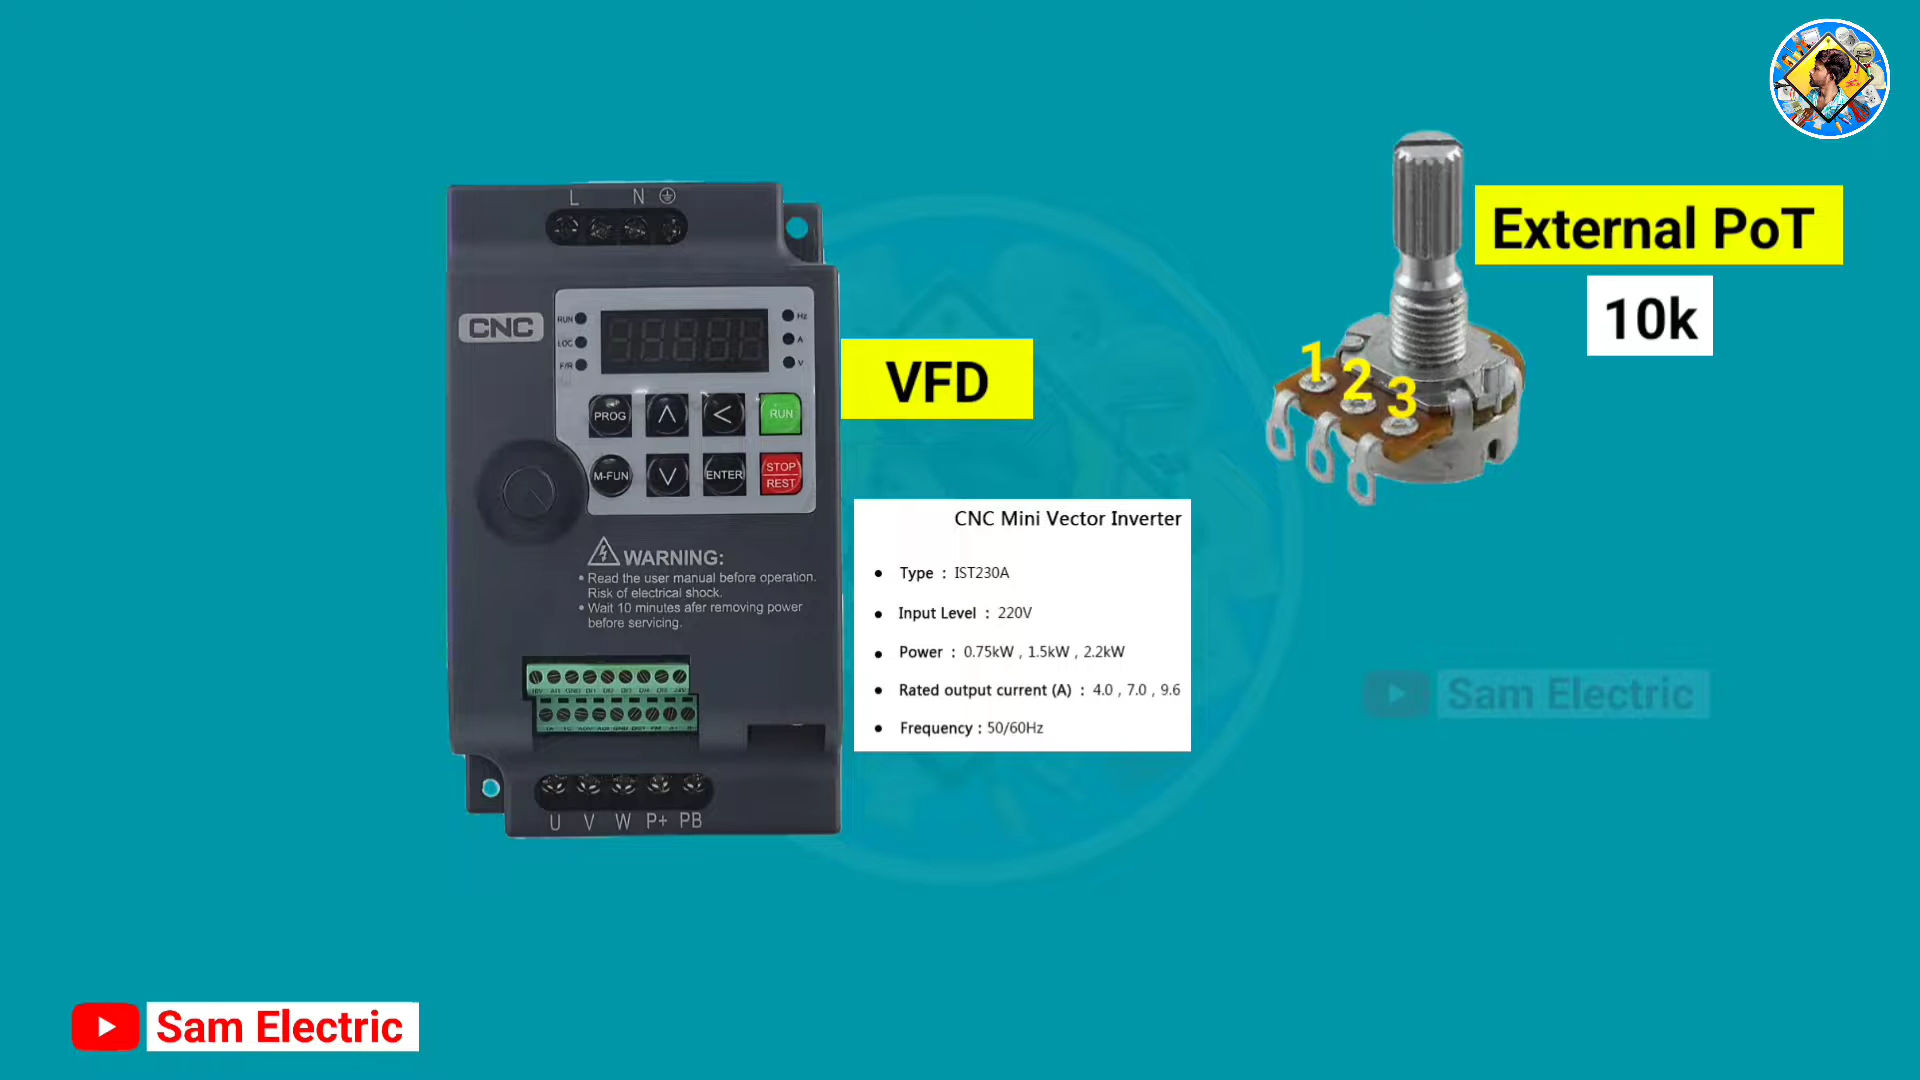 L N
External PoT
10k
CNC
RUN
LOC
F/R
Hz
A
V
1 2 3
VFD
PROG
RUN
M-FUN
ENTER
STOP
REST
CNC Mini Vector Inverter
WARNING:
• Read the user manual before operation.
Risk of electrical shock.
• Wait 10 minutes afer removing power
before servicing.
• Type : IST230A
• Input Level : 220V
• Power : 0.75kW , 1.5kW , 2.2kW
• Rated output current (A) : 4.0 , 7.0 , 9.6
• Frequency : 50/60Hz
Sam Electric
U V W P+ PB
Sam Electric